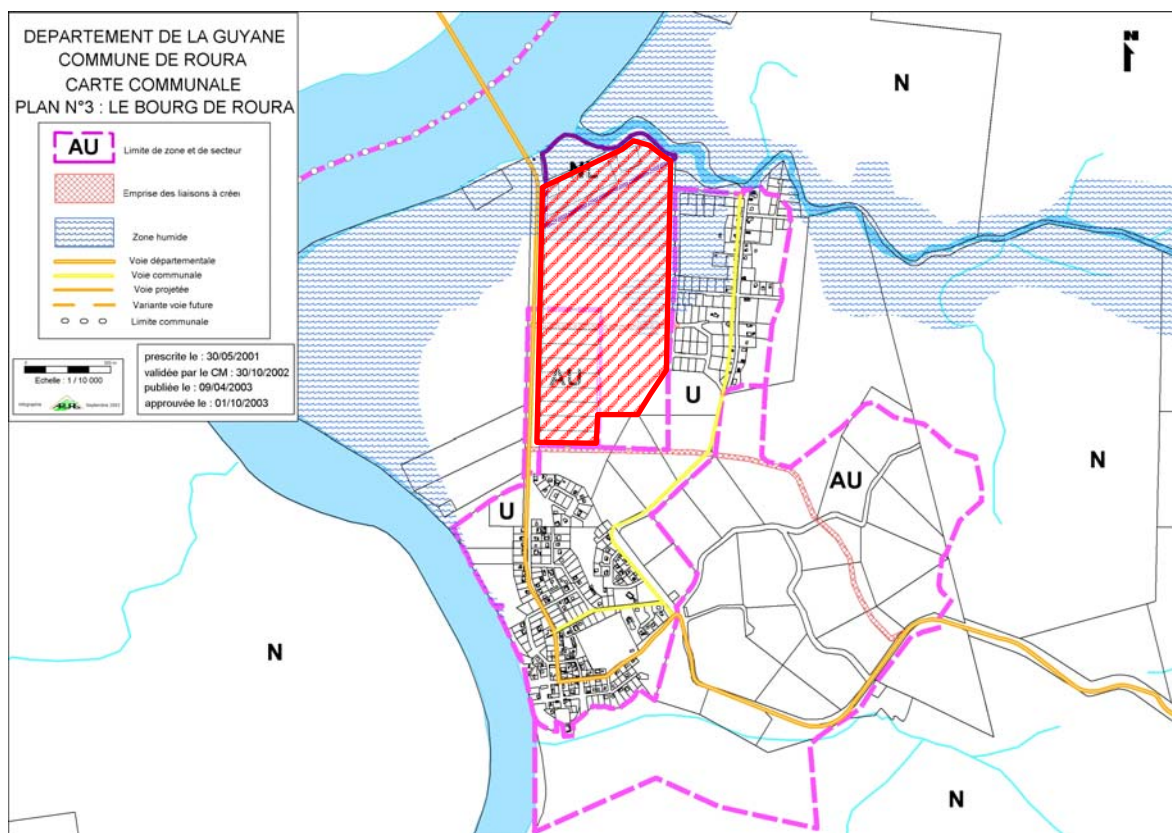 DEPARTEMENT DE LA GUYANE
COMMUNE DE ROURA
CARTE COMMUNALE
PLAN N°3 : LE BOURG DE ROURA
AU
Limite de zone et de secteur
Emprise des liaisons à créer
Zone humide
Voie départementale
Voie communale
Voie projetée
Variante voie future
Limite communale
Echelle : 1 / 10 000
Septembre 2002
prescrite le : 30/05/2001
validée par le CM : 30/10/2002
publiée le : 09/04/2003
approuvée le : 01/10/2003
N
N
NL
AU
U
AU
N
U
N
N